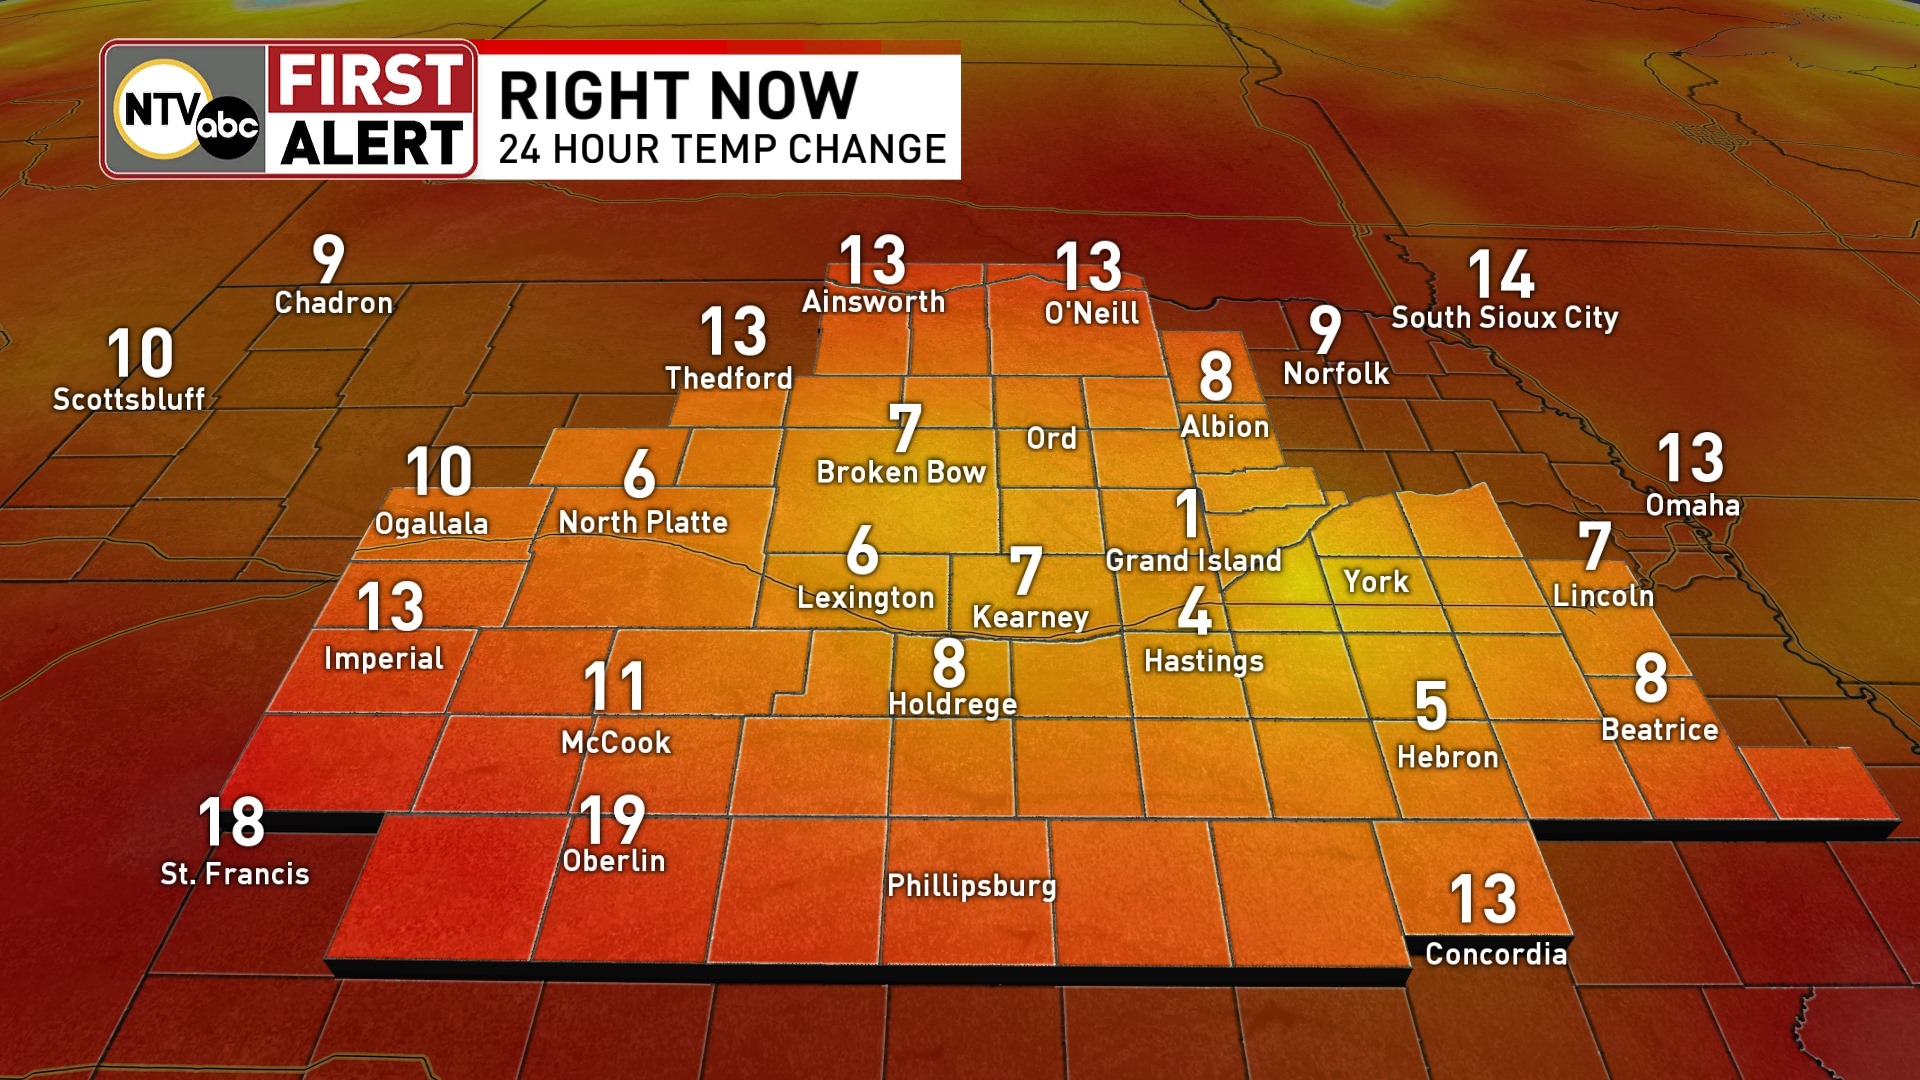 NTV abc
FIRST
ALERT
RIGHT NOW
24 HOUR TEMP CHANGE
9
Chadron
13
Ainsworth
13
O'Neill
14
South Sioux City
10
Scottsbluff
13
Thedford
9
Norfolk
8
Albion
7
Broken Bow
Ord
13
Omaha
10
Ogallala
6
North Platte
1
Grand Island
6
Lexington
7
Kearney
York
7
Lincoln
13
Imperial
4
Hastings
11
McCook
8
Holdrege
5
Hebron
8
Beatrice
18
St. Francis
19
Oberlin
Phillipsburg
13
Concordia